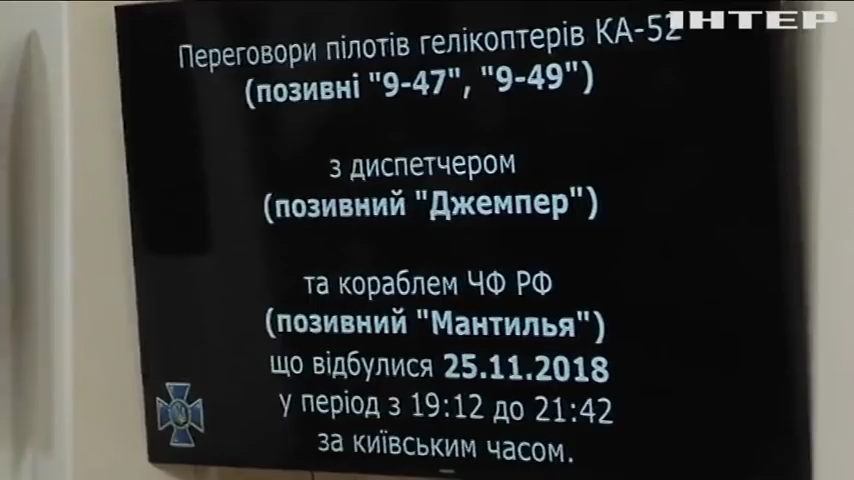 ІНТЕР
Переговори пілотів гелікоптерів КА-52
(позивні "9-47", "9-49")
з диспетчером
(позивний "Джемпер")
та кораблем ЧФ РФ
(позивний "Мантилья")
що відбулися 25.11.2018
у період з 19:12 до 21:42
за київським часом.